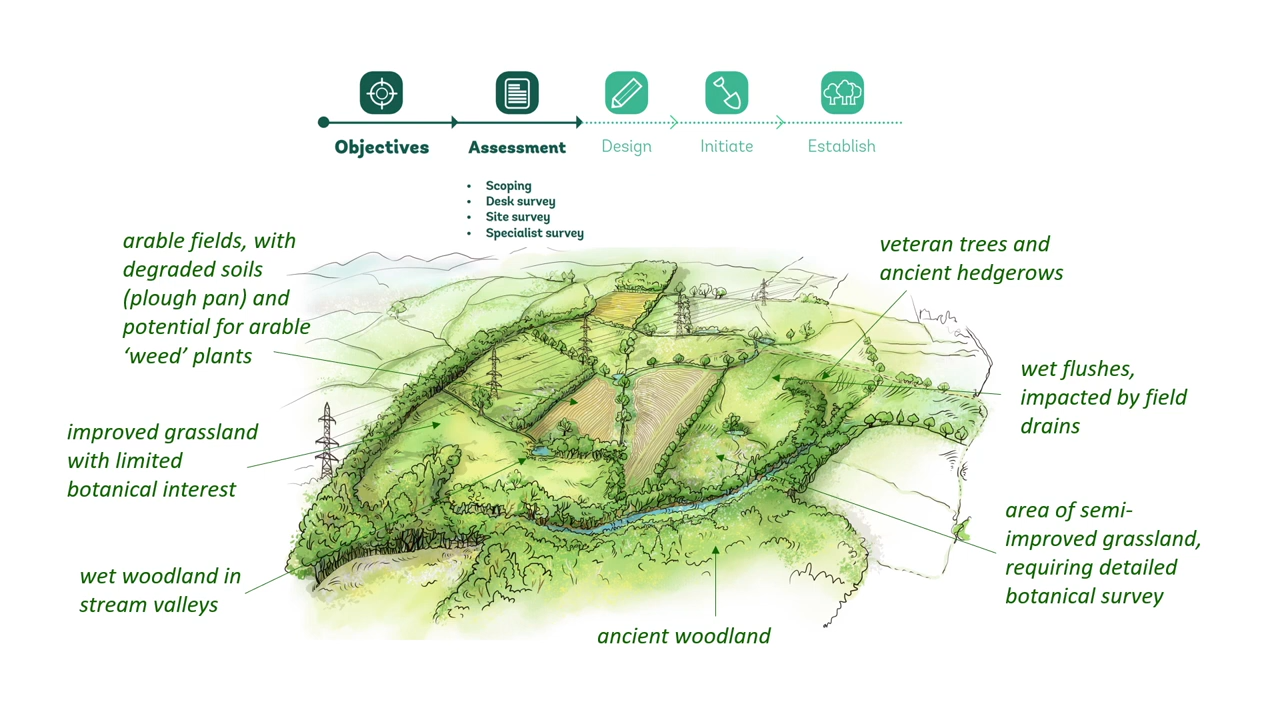 Objectives
Assessment
Design
Initiate
Establish
• Scoping
• Desk survey
• Site survey
• Specialist survey
arable fields, with
degraded soils
(plough pan) and
potential for arable
‘weed’ plants
veteran trees and
ancient hedgerows
wet flushes,
impacted by field
drains
improved grassland
with limited
botanical interest
area of semi-
improved grassland,
requiring detailed
botanical survey
wet woodland in
stream valleys
ancient woodland